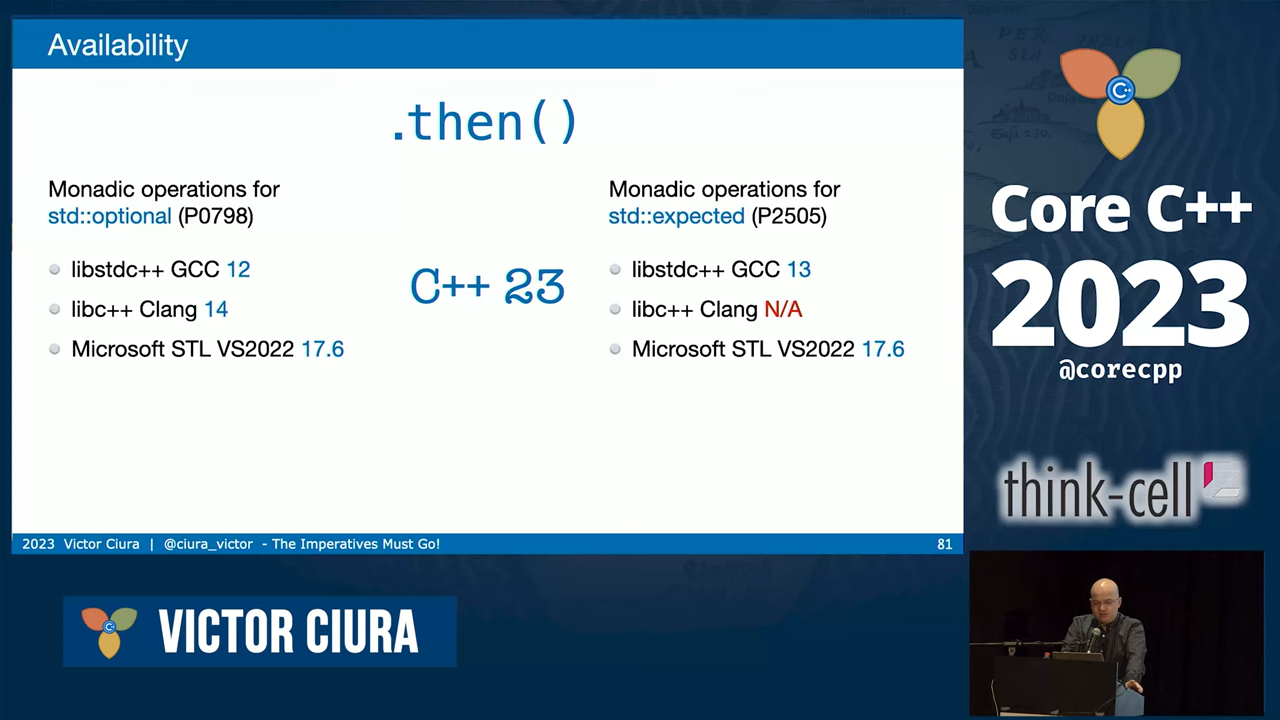 Availability
.then()
Monadic operations for
std::optional (P0798)
libstdc++ GCC 12
libc++ Clang 14
Microsoft STL VS2022 17.6
C++ 23
Monadic operations for
std::expected (P2505)
libstdc++ GCC 13
libc++ Clang N/A
Microsoft STL VS2022 17.6
2023 Victor Ciura | @ciura_victor - The Imperatives Must Go!
81
C++
Core C++
2023
@corecpp
think-cell
VICTOR CIURA